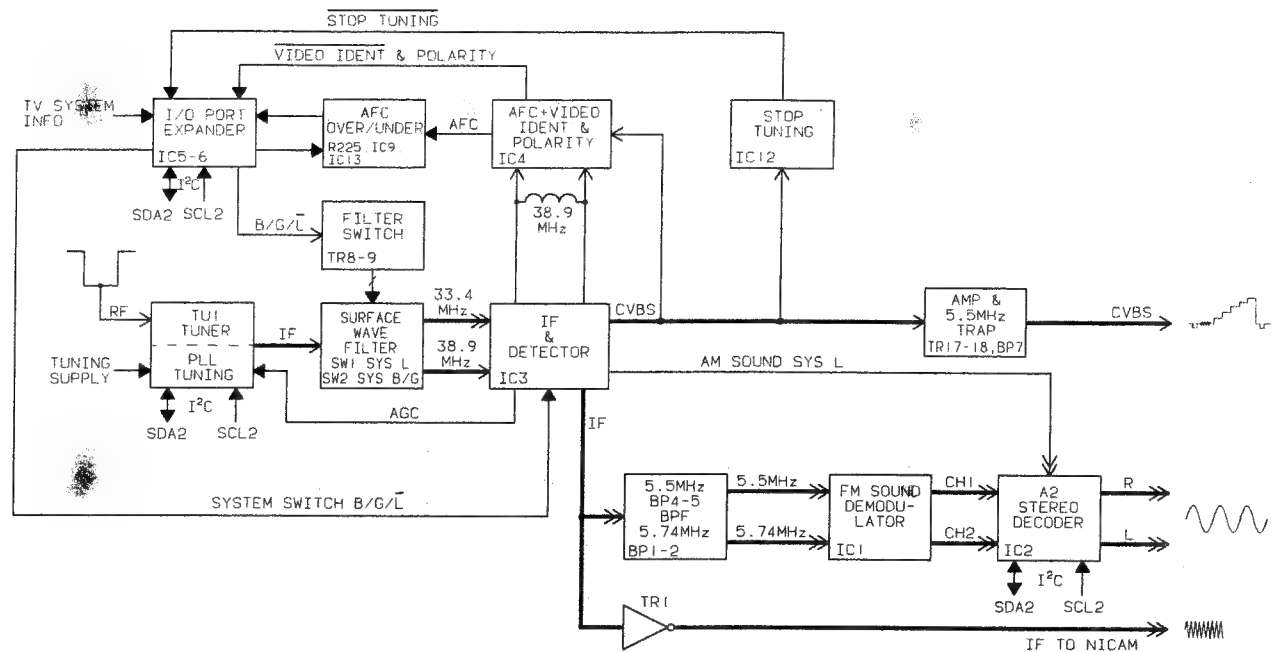 STOP TUNING
VIDEO IDENT & POLARITY
TV SYSTEM
INFO
I/O PORT
EXPANDER
IC5-6
AFC
OVER/UNDER
R225 IC9
IC13
AFC
AFC+VIDEO
IDENT &
POLARITY
IC4
STOP
TUNING
IC12
I²C
SDA2 SCL2
B/G/L
FILTER
SWITCH
TR8-9
38.9
MHz
RF
TU1
TUNER
PLL
TUNING
IF
TUNING
SUPPLY
SURFACE
WAVE
FILTER
SW1 SYS L
SW2 SYS B/G
33.4
MHz
38.9
MHz
IF
&
DETECTOR
IC3
CVBS
AMP &
5.5MHz
TRAP
TR17-18,BP7
CVBS
AM SOUND SYS L
I²C
SDA2 SCL2
AGC
IF
SYSTEM SWITCH B/G/L
5.5MHz
BP4-5
BPF
5.74MHz
BP1-2
5.5MHz
5.74MHz
FM SOUND
DEMODU-
LATOR
IC1
CH1
CH2
A2
STEREO
DECODER
IC2
R
L
I²C
SDA2 SCL2
TR1
IF TO NICAM